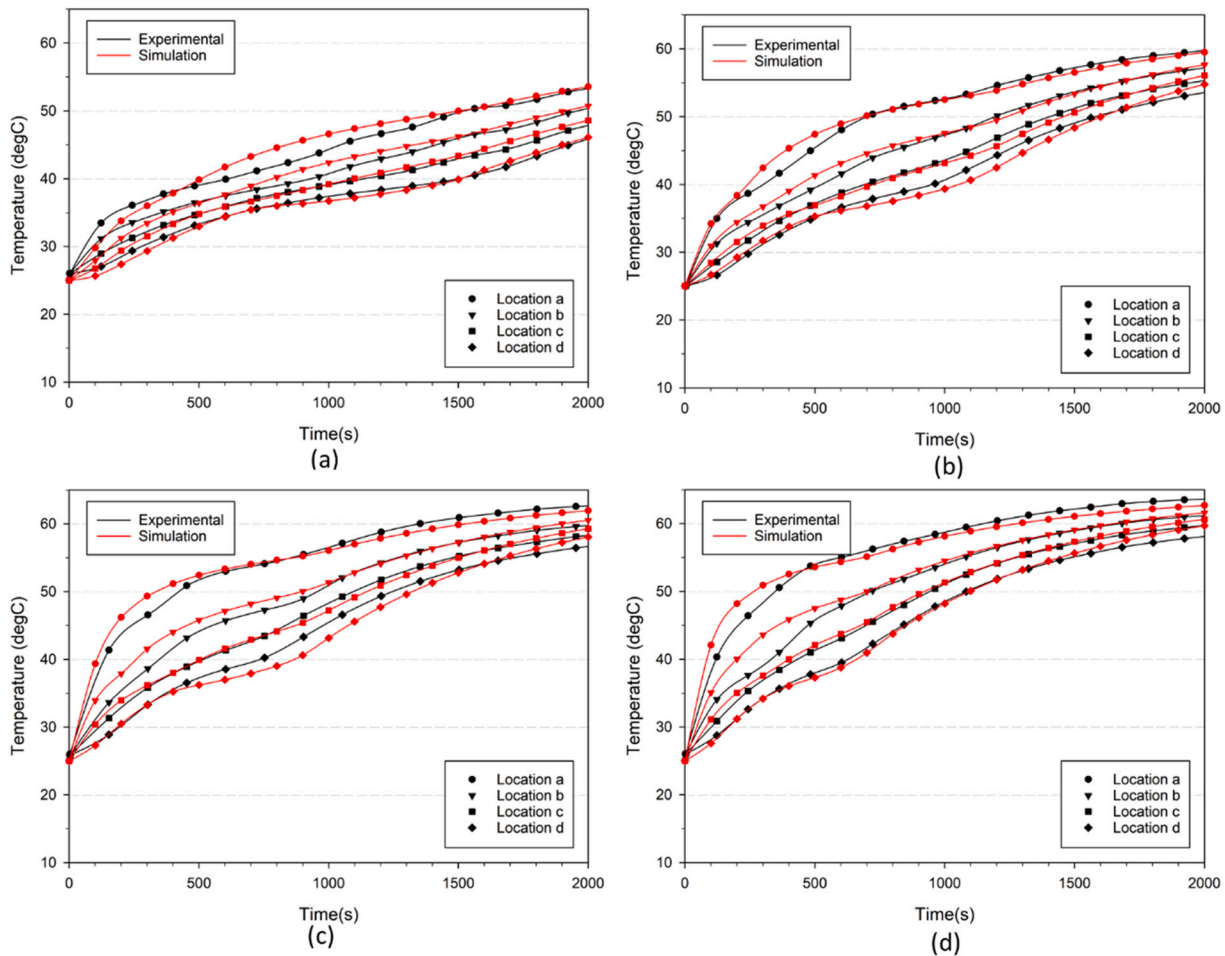 Experimental
Simulation
60
50
40
30
20
10
Temperature (degC)
Location a
Location b
Location c
Location d
0 500 1000 1500 2000
Time(s)
(a)
Experimental
Simulation
60
50
40
30
20
10
Temperature (degC)
Location a
Location b
Location c
Location d
0 500 1000 1500 2000
Time(s)
(b)
Experimental
Simulation
60
50
40
30
20
10
Temperature (degC)
Location a
Location b
Location c
Location d
0 500 1000 1500 2000
Time(s)
(c)
Experimental
Simulation
60
50
40
30
20
10
Temperature (degC)
Location a
Location b
Location c
Location d
0 500 1000 1500 2000
Time(s)
(d)